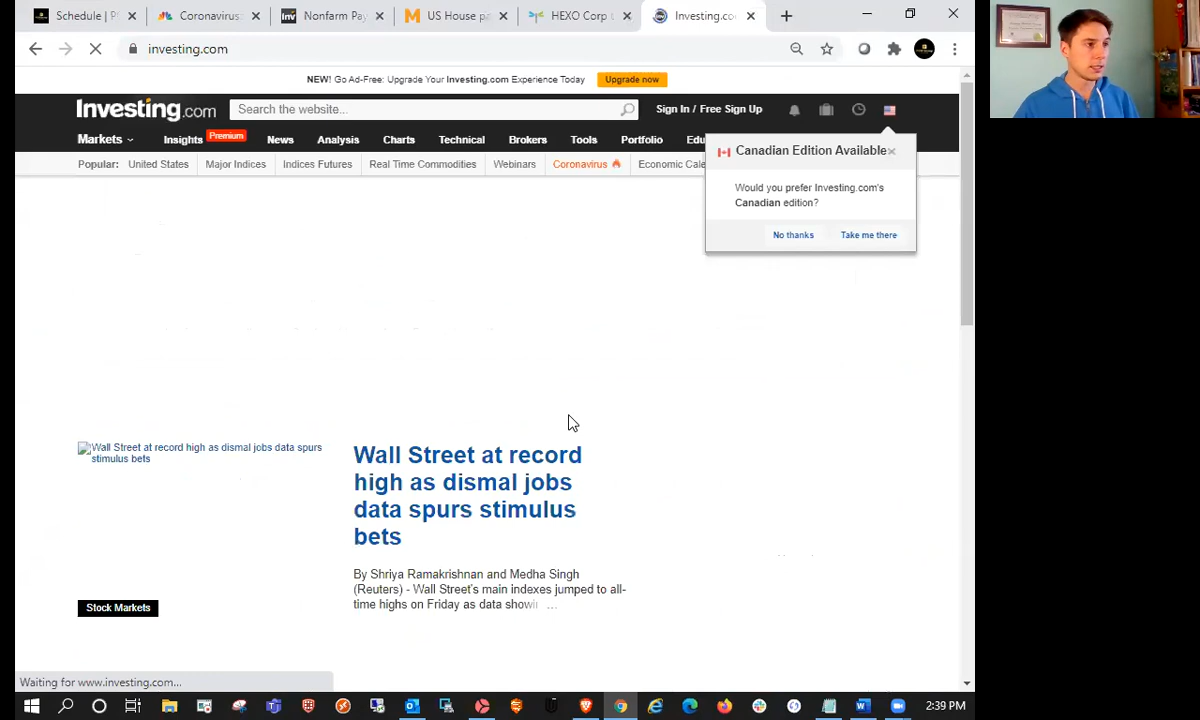 Schedule | P
Coronavirus
Nonfarm Pay
US House pa
HEXO Corp
Investing.co
investing.com
NEW! Go Ad-Free: Upgrade Your Investing.com Experience Today
Upgrade now
Investing.com
Search the website...
Sign In / Free Sign Up
Markets
Insights
Premium
News
Analysis
Charts
Technical
Brokers
Tools
Portfolio
Edu
Popular:
United States
Major Indices
Indices Futures
Real Time Commodities
Webinars
Coronavirus
Economic Cale
Canadian Edition Available
Would you prefer Investing.com's
Canadian edition?
No thanks
Take me there
Wall Street at record high as dismal jobs data spurs
stimulus bets
Wall Street at record
high as dismal jobs
data spurs stimulus
bets
By Shriya Ramakrishnan and Medha Singh
(Reuters) - Wall Street's main indexes jumped to all-
time highs on Friday as data showi ...
Stock Markets
Waiting for www.investing.com...
2:39 PM